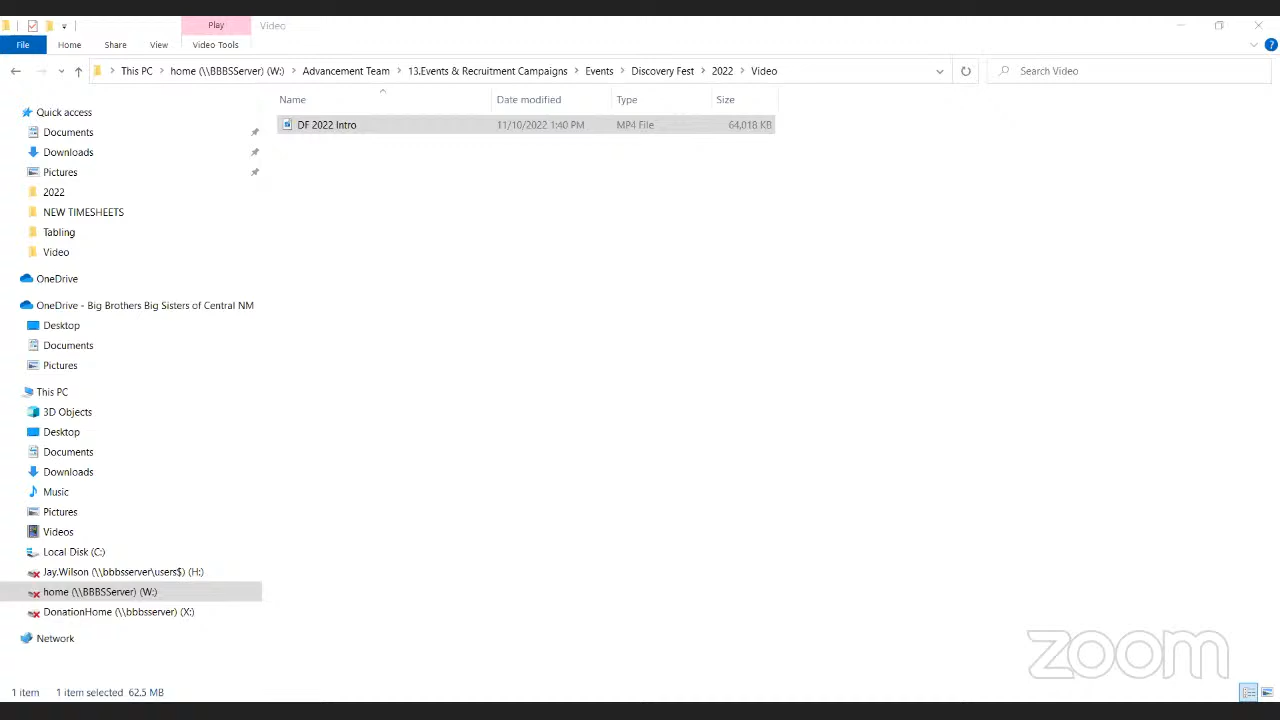 Play
Video
File
Home
Share
View
Video Tools
?
This PC
home (\\BBBSServer) (W:)
Advancement Team
13.Events & Recruitment Campaigns
Events
Discovery Fest
2022
Video
Search Video
Name
Date modified
Type
Size
DF 2022 Intro
11/10/2022 1:40 PM
MP4 File
64,018 KB
Quick access
Documents
Downloads
Pictures
2022
NEW TIMESHEETS
Tabling
Video
OneDrive
OneDrive - Big Brothers Big Sisters of Central NM
Desktop
Documents
Pictures
This PC
3D Objects
Desktop
Documents
Downloads
Music
Pictures
Videos
Local Disk (C:)
Jay.Wilson (\\bbbsserver\users$) (H:)
home (\\BBBSServer) (W:)
DonationHome (\\bbbsserver) (X:)
Network
zoom
1 item
1 item selected 62.5 MB